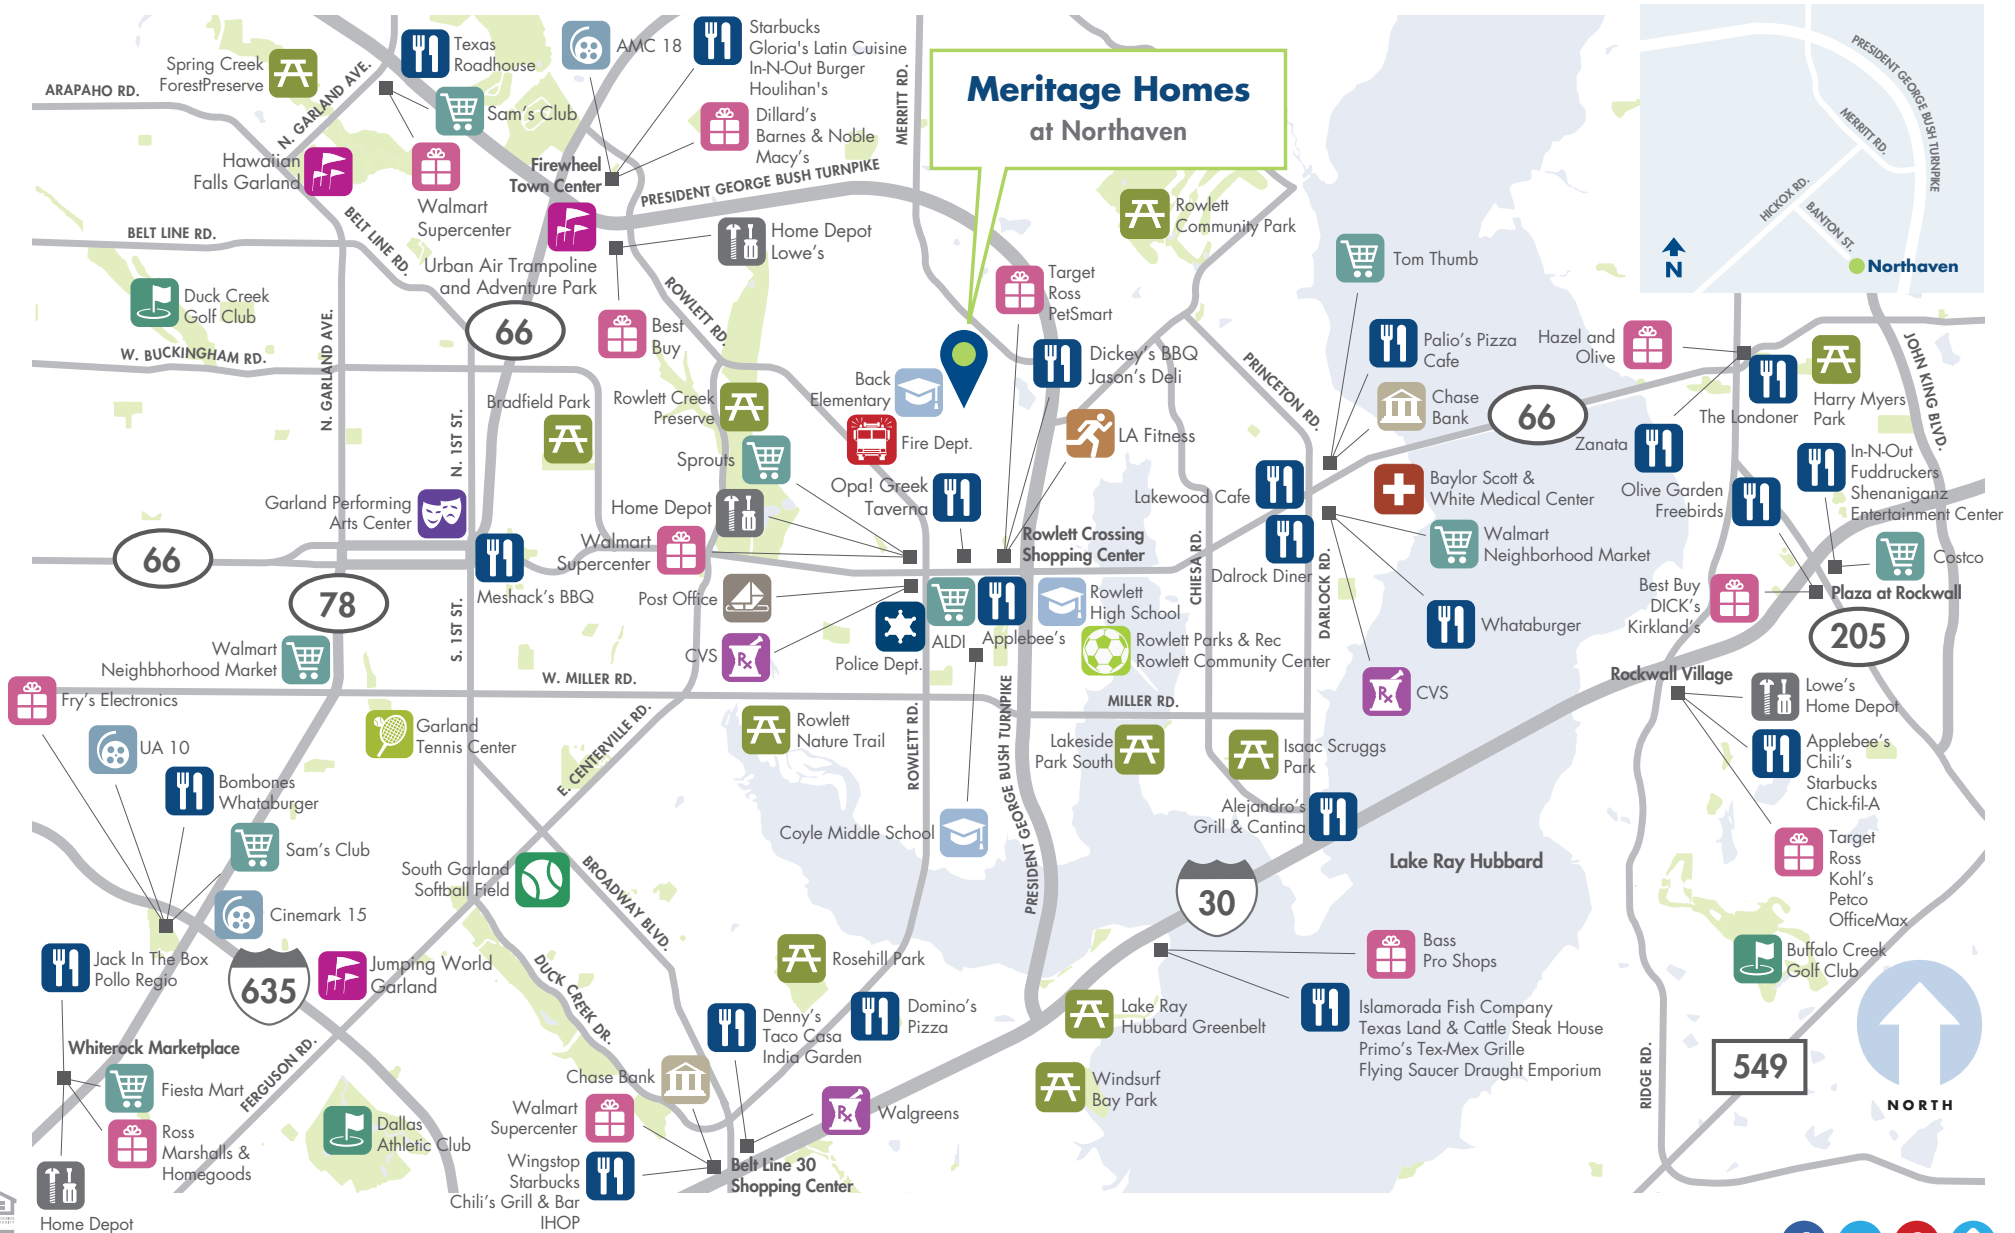 Spring Creek
ForestPreserve
ARAPAHO RD.
N. GARLAND AVE.
Texas
Roadhouse
Sam's Club
AMC 18
Starbucks
Gloria's Latin Cuisine
In-N-Out Burger
Houlihan's
Dillard's
Barnes & Noble
Macy's
MERRITT RD.
Meritage Homes
at Northaven
PRESIDENT GEORGE BUSH TURNPIKE
MERRITT RD.
HICKOX RD.
BANTON ST.
N
Northaven
Hawaiian
Falls Garland
Walmart
Supercenter
Firewheel
Town Center
PRESIDENT GEORGE BUSH TURNPIKE
BELT LINE RD.
BELT LINE RD.
Urban Air Trampoline
and Adventure Park
Home Depot
Lowe's
Rowlett
Community Park
Tom Thumb
Duck Creek
Golf Club
66
Best
Buy
ROWLETT RD.
Target
Ross
PetSmart
W. BUCKINGHAM RD.
N. GARLAND AVE.
Dickey's BBQ
Jason's Deli
PRINCETON RD.
Palio's Pizza
Cafe
Hazel and
Olive
JOHN KING BLVD.
Back
Elementary
Bradfield Park
Rowlett Creek
Preserve
Chase
Bank
66
The Londoner
Harry Myers
Park
N. 1ST ST.
Fire Dept.
LA Fitness
Zanata
Sprouts
In-N-Out
Fuddruckers
Shenaniganz
Entertainment Center
Opa! Greek
Taverna
Lakewood Cafe
Baylor Scott &
White Medical Center
Olive Garden
Freebirds
Garland Performing
Arts Center
Home Depot
Walmart
Supercenter
Rowlett Crossing
Shopping Center
Walmart
Neighborhood Market
Costco
66
CHIESA RD.
Dalrock Diner
DARLOCK RD.
78
Meshack's BBQ
Post Office
ALDI
Applebee's
Rowlett
High School
Best Buy
DICK's
Kirkland's
Plaza at Rockwall
205
S. 1ST ST.
Whataburger
Walmart
Neighbhorhood Market
CVS
Police Dept.
Rowlett Parks & Rec
Rowlett Community Center
W. MILLER RD.
MILLER RD.
CVS
Rockwall Village
Lowe's
Home Depot
Fry's Electronics
UA 10
Garland
Tennis Center
E. CENTERVILLE RD.
Rowlett
Nature Trail
ROWLETT RD.
PRESIDENT GEORGE BUSH TURNPIKE
Lakeside
Park South
Isaac Scruggs
Park
Applebee's
Chili's
Starbucks
Chick-fil-A
Bombones
Whataburger
Coyle Middle School
Alejandro's
Grill & Cantina
Sam's Club
South Garland
Softball Field
BROADWAY BLVD.
Lake Ray Hubbard
Target
Ross
Kohl's
Petco
OfficeMax
Cinemark 15
30
Jack In The Box
Pollo Regio
635
Jumping World
Garland
DUCK CREEK DR.
Rosehill Park
Bass
Pro Shops
Buffalo Creek
Golf Club
Denny's
Taco Casa
India Garden
Domino's
Pizza
Lake Ray
Hubbard Greenbelt
Islamorada Fish Company
Texas Land & Cattle Steak House
Primo's Tex-Mex Grille
Flying Saucer Draught Emporium
Whiterock Marketplace
FERGUSON RD.
Fiesta Mart
Chase Bank
Windsurf
Bay Park
RIDGE RD.
549
NORTH
Ross
Marshalls &
Homegoods
Dallas
Athletic Club
Walmart
Supercenter
Walgreens
Wingstop
Starbucks
Chili's Grill & Bar
IHOP
Belt Line 30
Shopping Center
Home Depot